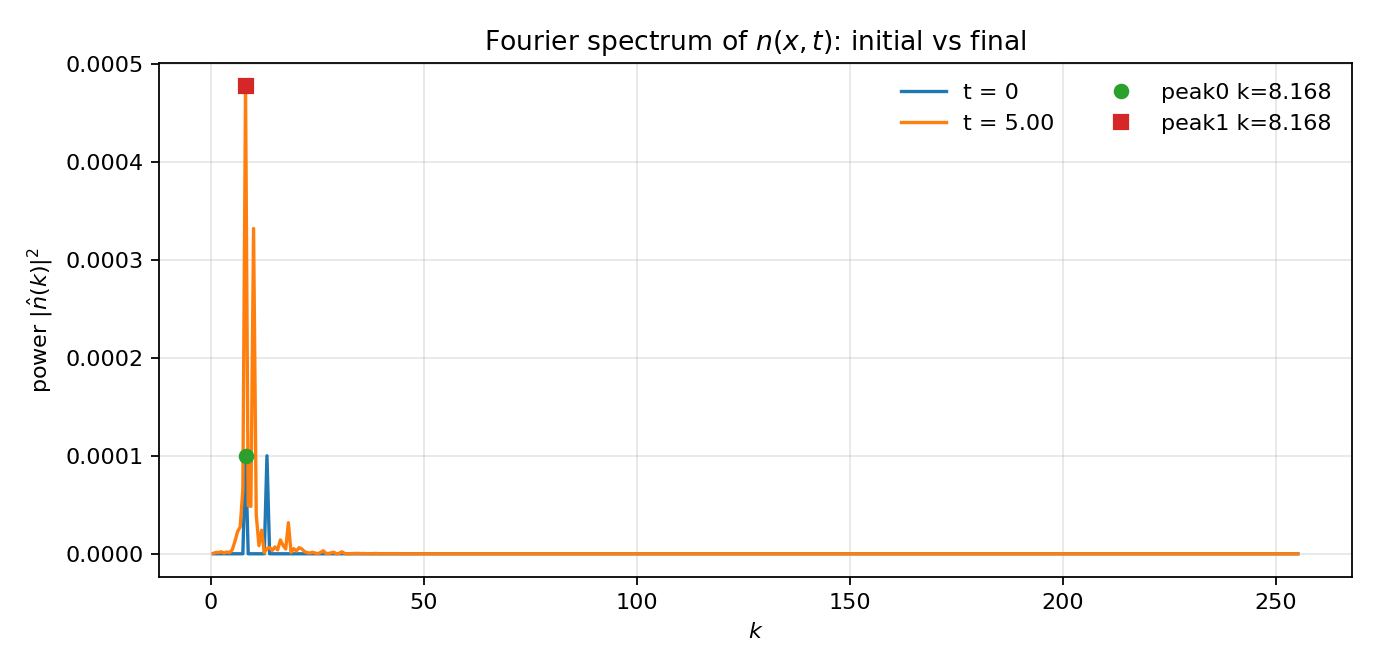 Fourier spectrum of n(x, t): initial vs final
t = 0
t = 5.00
peak0 k=8.168
peak1 k=8.168
power |n̂(k)|²
0.0005
0.0004
0.0003
0.0002
0.0001
0.0000
0 50 100 150 200 250
k